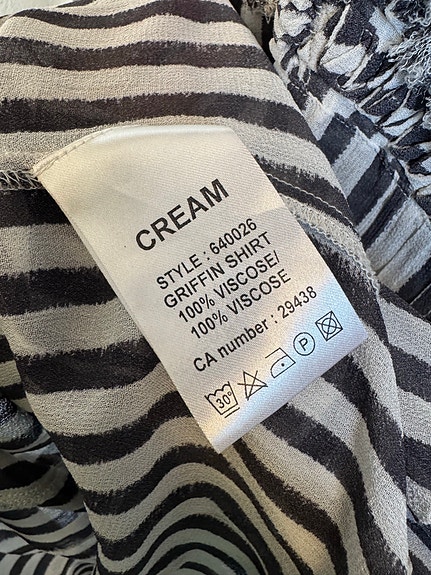 CREAM
STYLE : 640026
GRIFFIN SHIRT
100% VISCOSE/
100% VISCOSE
CA number : 29438
30° P